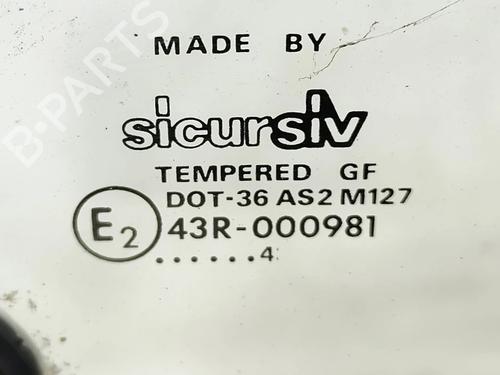 MADE BY
sicursiv
TEMPERED GF
DOT-36 AS2 M127
E2 43R-000981
......4
B-PARTS